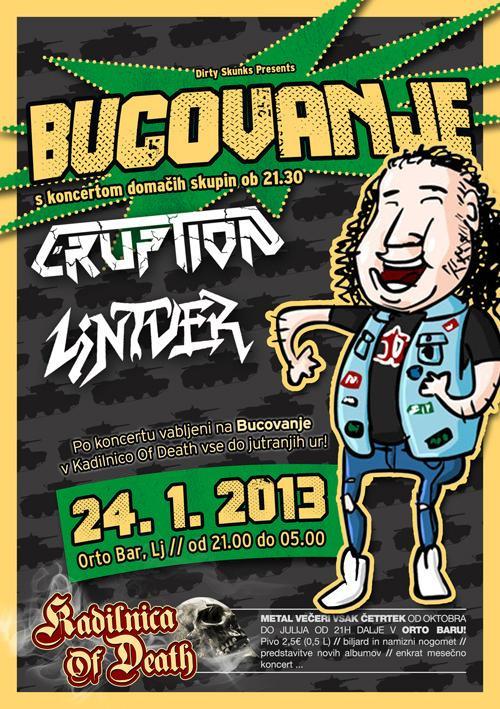 Dirty Skunks Presents
BUCOVANJE
s koncertom domačih skupin ob 21.30
ERUPTION
LINTVER
Po koncertu vabljeni na Bucovanje
v Kadilnico Of Death vse do jutranjih ur!
24. 1. 2013
Orto Bar, Lj // od 21.00 do 05.00
Kadilnica
Of Death
METAL VEČERI VSAK ČETRTEK OD OKTOBRA
DO JULIJA OD 21H DALJE V ORTO BARU!
Pivo 2,5€ (0,5 L) // biljard in namizni nogomet //
predstavitve novih albumov // enkrat mesečno
koncert ...